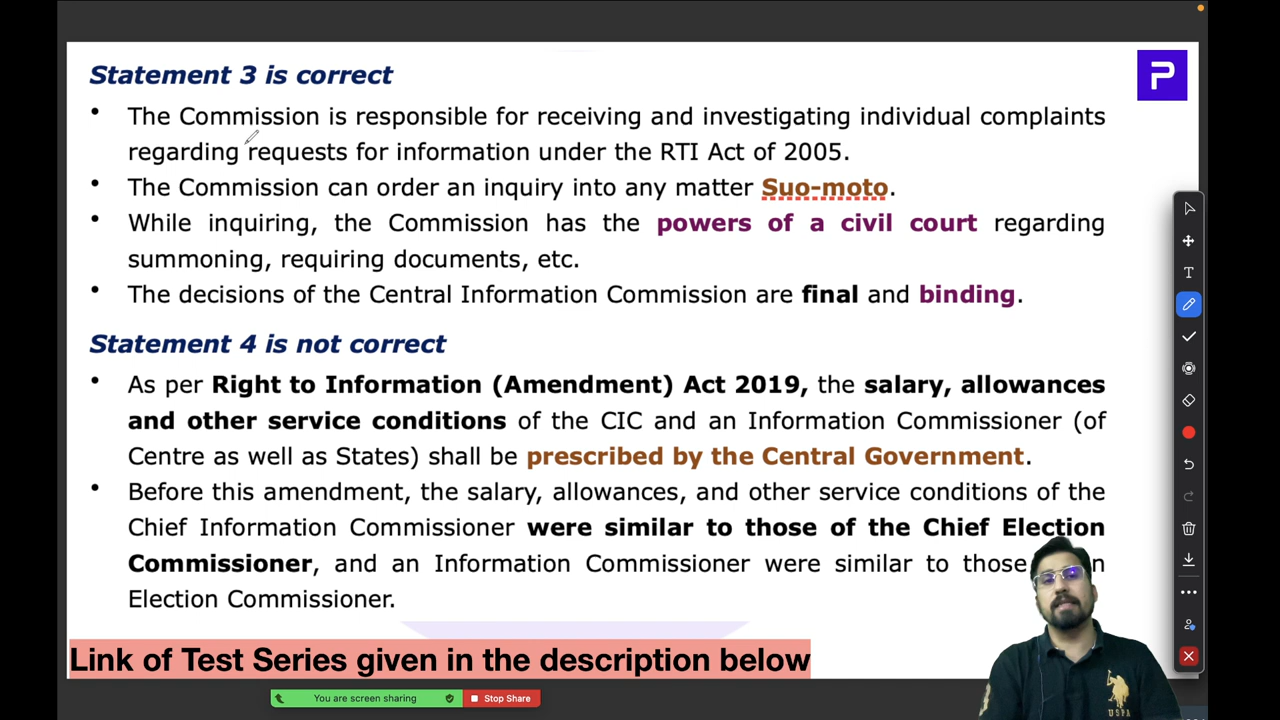 Statement 3 is correct
• The Commission is responsible for receiving and investigating individual complaints
regarding requests for information under the RTI Act of 2005.
• The Commission can order an inquiry into any matter Suo-moto.
• While inquiring, the Commission has the powers of a civil court regarding
summoning, requiring documents, etc.
• The decisions of the Central Information Commission are final and binding.
Statement 4 is not correct
• As per Right to Information (Amendment) Act 2019, the salary, allowances
and other service conditions of the CIC and an Information Commissioner (of
Centre as well as States) shall be prescribed by the Central Government.
• Before this amendment, the salary, allowances, and other service conditions of the
Chief Information Commissioner were similar to those of the Chief Election
Commissioner, and an Information Commissioner were similar to those
Election Commissioner.
Link of Test Series given in the description below
You are screen sharing
Stop Share
P
T
USPA